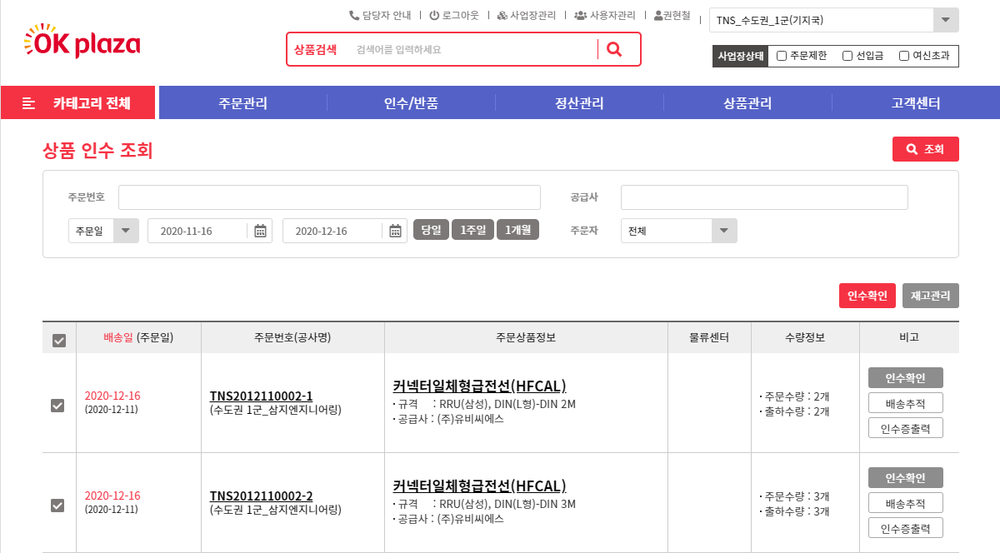 담당자 안내
로그아웃
사업장관리
사용자관리
권현철
TNS_수도권_1군(기지국)
OK plaza
상품검색 검색어를 입력하세요
사업장상태 주문제한 선입금 여신초과
카테고리 전체 주문관리 인수/반품 정산관리 상품관리 고객센터
상품 인수 조회
조회
주문번호
공급사
주문일 2020-11-16 2020-12-16 당일 1주일 1개월
주문자 전체
인수확인 재고관리
배송일 (주문일) 주문번호(공사명) 주문상품정보 물류센터 수량정보 비고
2020-12-16
(2020-12-11)
TNS2012110002-1
(수도권 1군_삼지엔지니어링)
커넥터일체형급전선(HFCAL)
· 규격 : RRU(삼성), DIN(L형)-DIN 2M
· 공급사 : (주)유비씨에스
· 주문수량 : 2개
· 출하수량 : 2개
인수확인
배송추적
인수증출력
2020-12-16
(2020-12-11)
TNS2012110002-2
(수도권 1군_삼지엔지니어링)
커넥터일체형급전선(HFCAL)
· 규격 : RRU(삼성), DIN(L형)-DIN 3M
· 공급사 : (주)유비씨에스
· 주문수량 : 3개
· 출하수량 : 3개
인수확인
배송추적
인수증출력